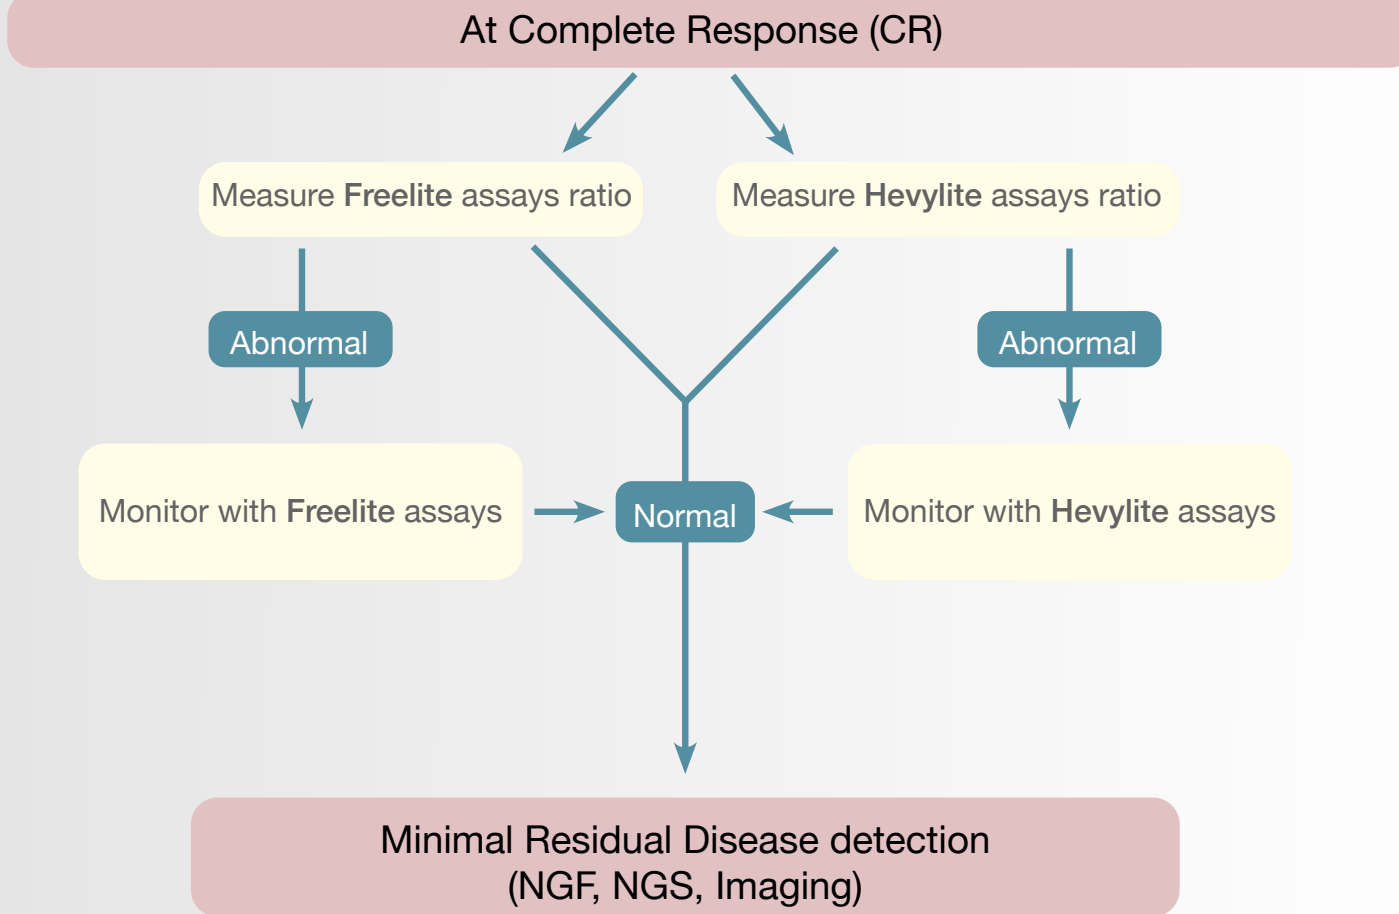 At Complete Response (CR)
Measure Freelite assays ratio
Measure Hevylite assays ratio
Abnormal
Abnormal
Monitor with Freelite assays
Normal
Monitor with Hevylite assays
Minimal Residual Disease detection
(NGF, NGS, Imaging)